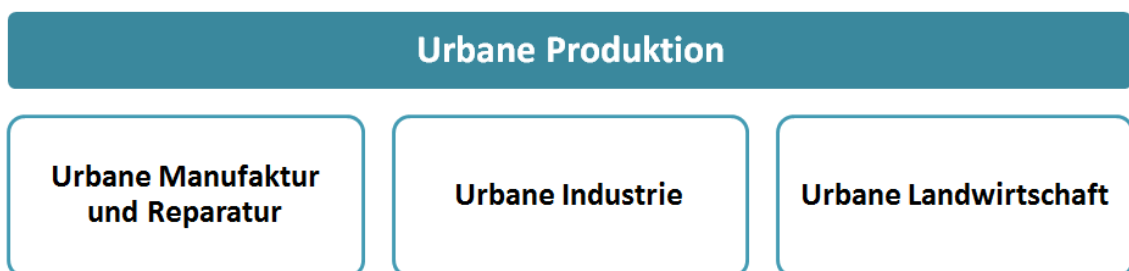 Urbane Produktion
Urbane Manufaktur
und Reparatur
Urbane Industrie
Urbane Landwirtschaft